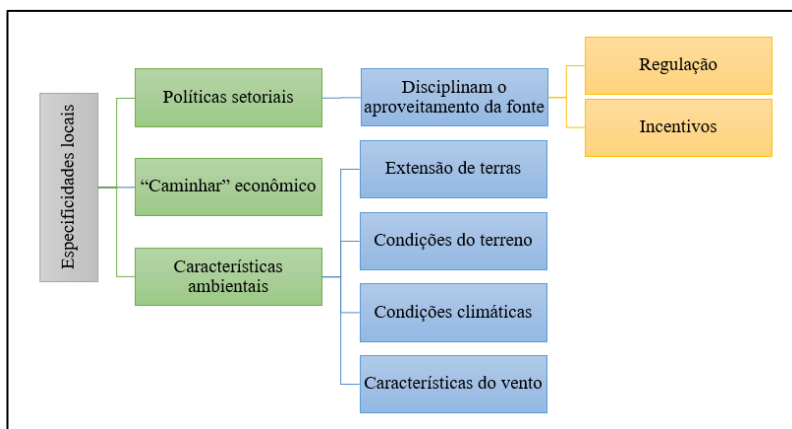 Especificidades locais
Políticas setoriais
“Caminhar” econômico
Características
ambientais
Disciplinam o
aproveitamento da fonte
Extensão de terras
Condições do terreno
Condições climáticas
Características do vento
Regulação
Incentivos